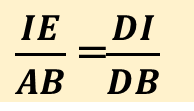 IE/AB = DI/DB